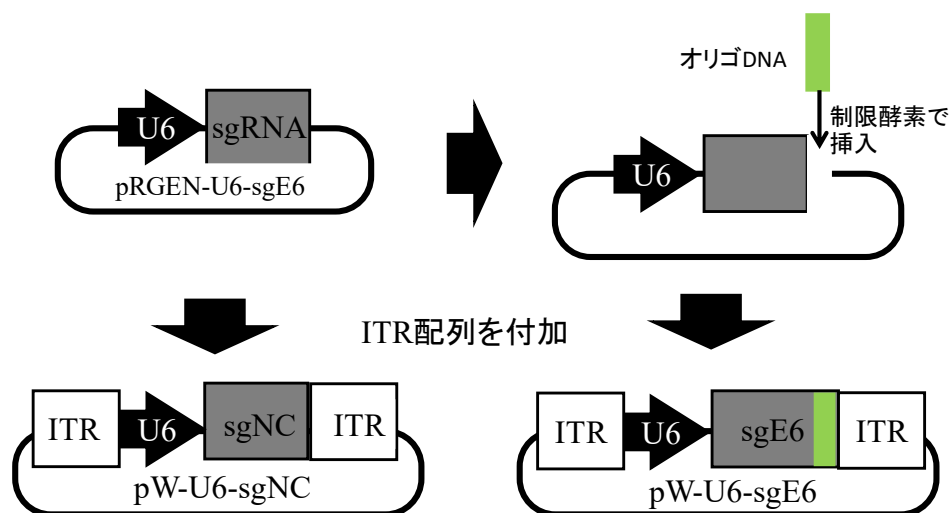 オリゴDNA
U6
sgRNA
制限酵素で
挿入
pRGEN-U6-sgE6
U6
ITR配列を付加
ITR
U6
sgNC
ITR
pW-U6-sgNC
ITR
U6
sgE6
ITR
pW-U6-sgE6